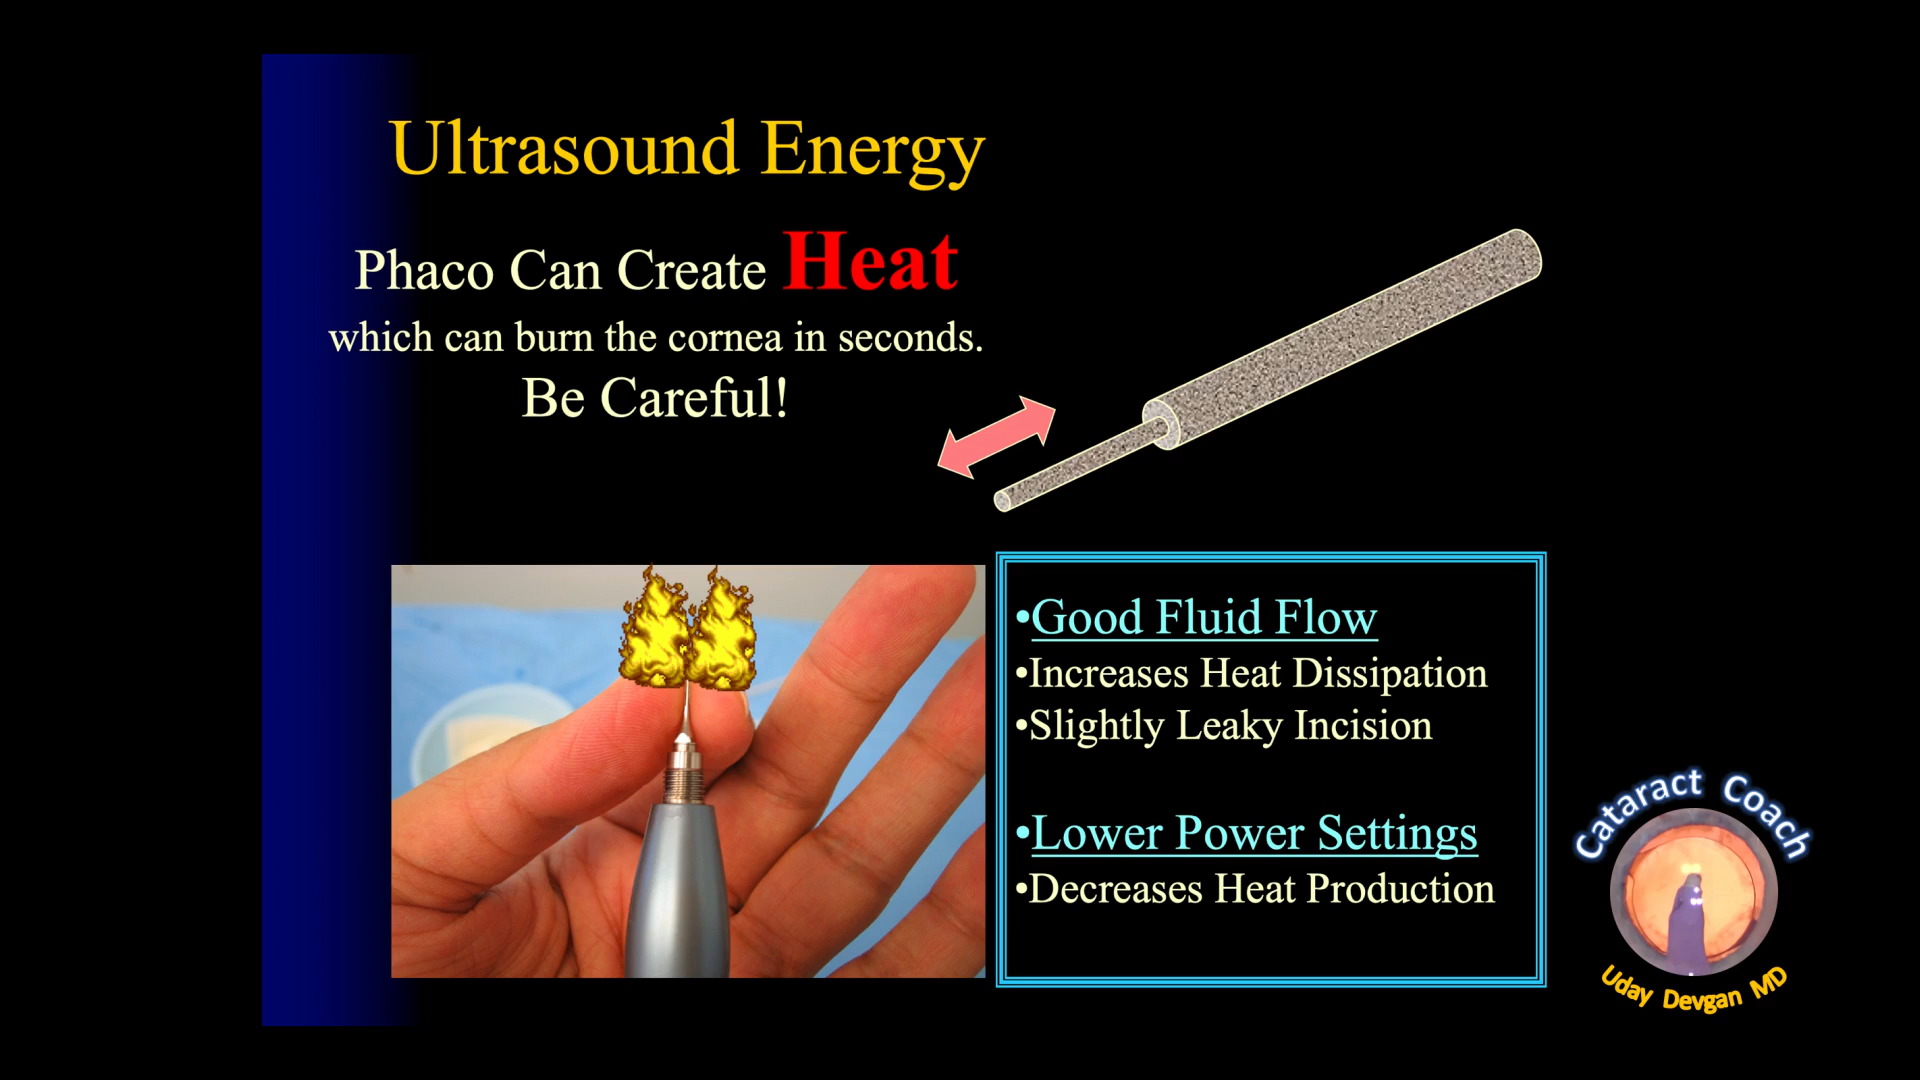 Ultrasound Energy
Phaco Can Create Heat
which can burn the cornea in seconds.
Be Careful!
•Good Fluid Flow
•Increases Heat Dissipation
•Slightly Leaky Incision
•Lower Power Settings
•Decreases Heat Production
Cataract Coach
Uday Devgan MD